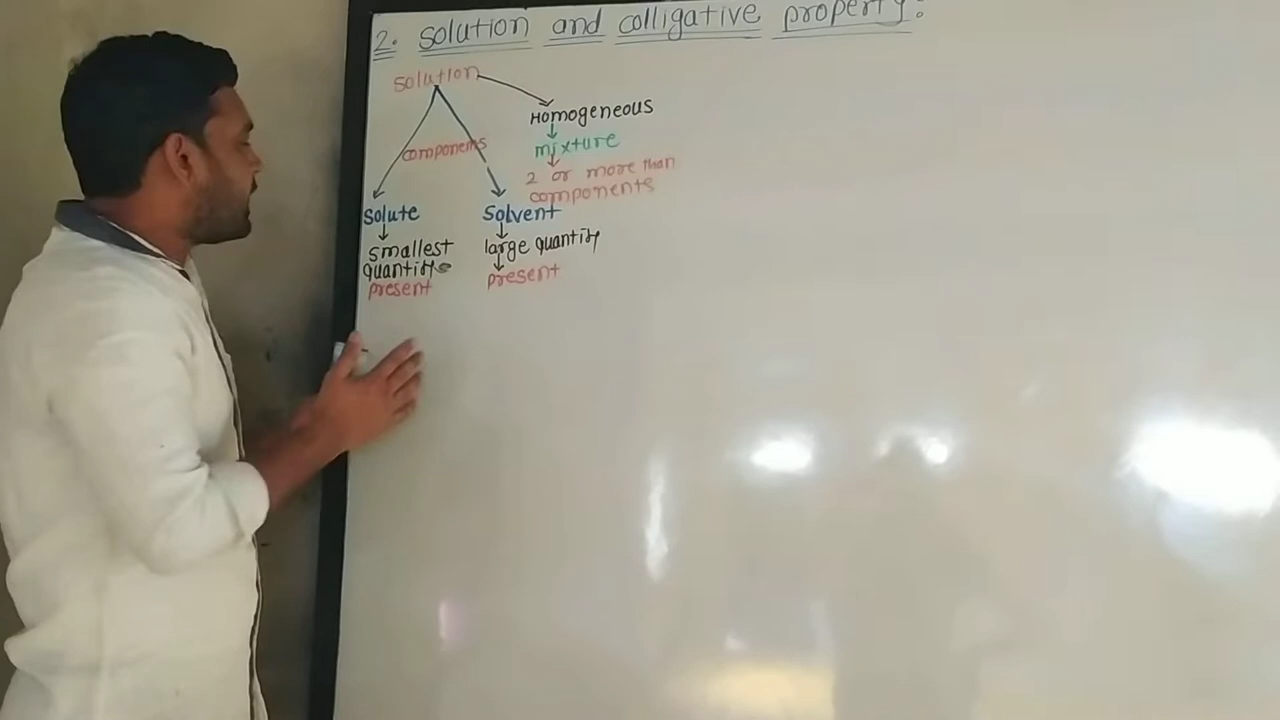 2. solution and colligative property:
solution
Homogeneous
mixture
components
2 or more than
components
solute
solvent
smallest
quantity
present
large quantity
present